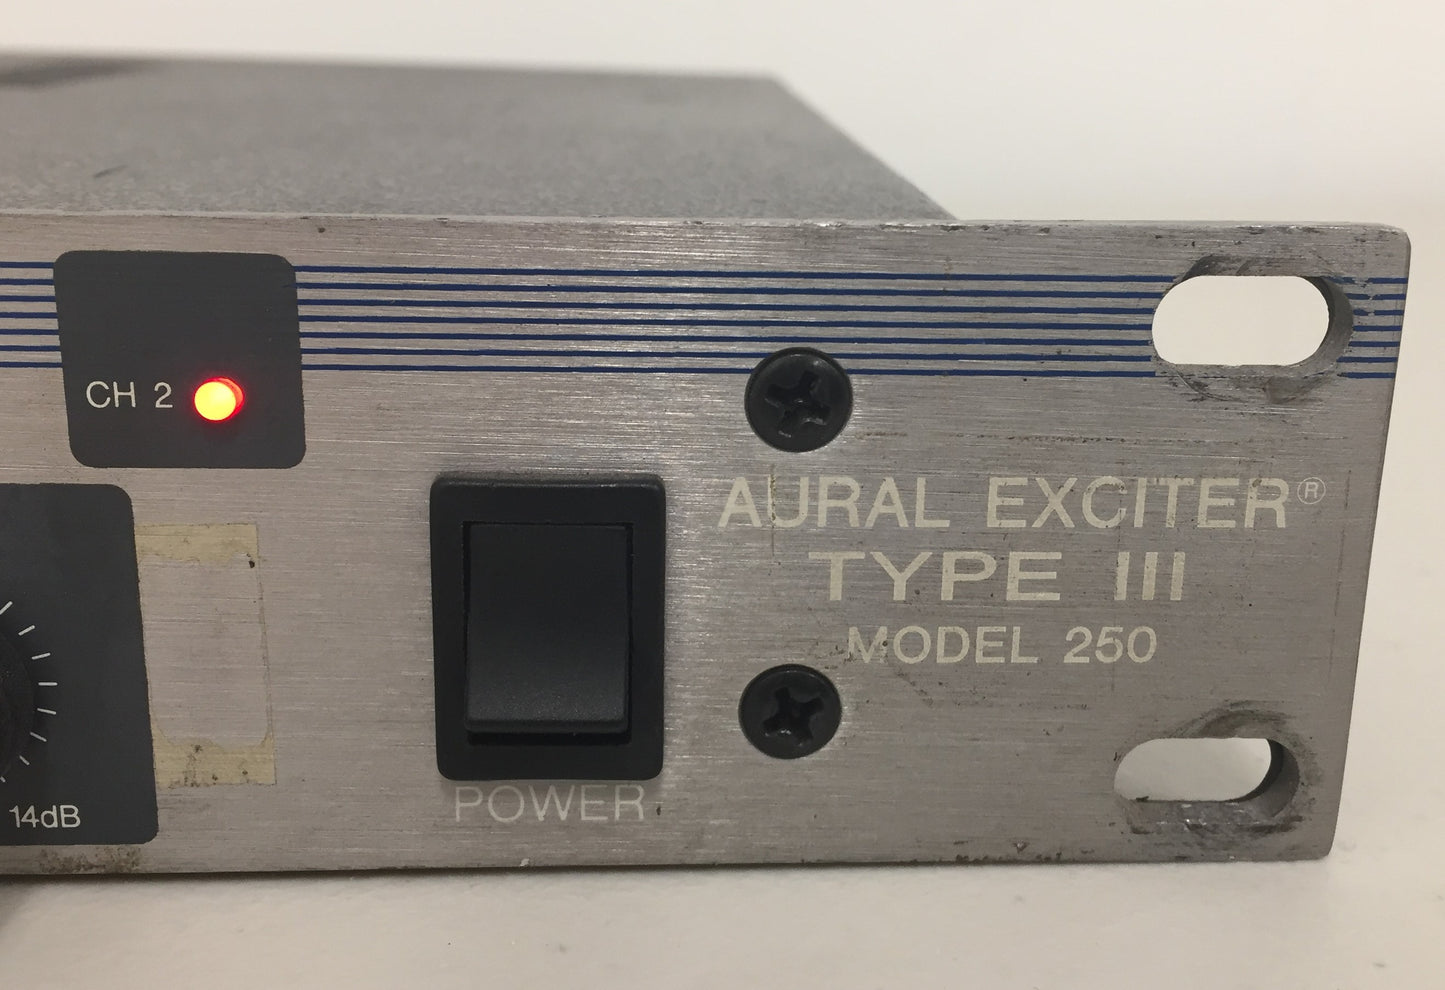 CH 2
AURAL EXCITER®
TYPE III
MODEL 250
POWER
14dB